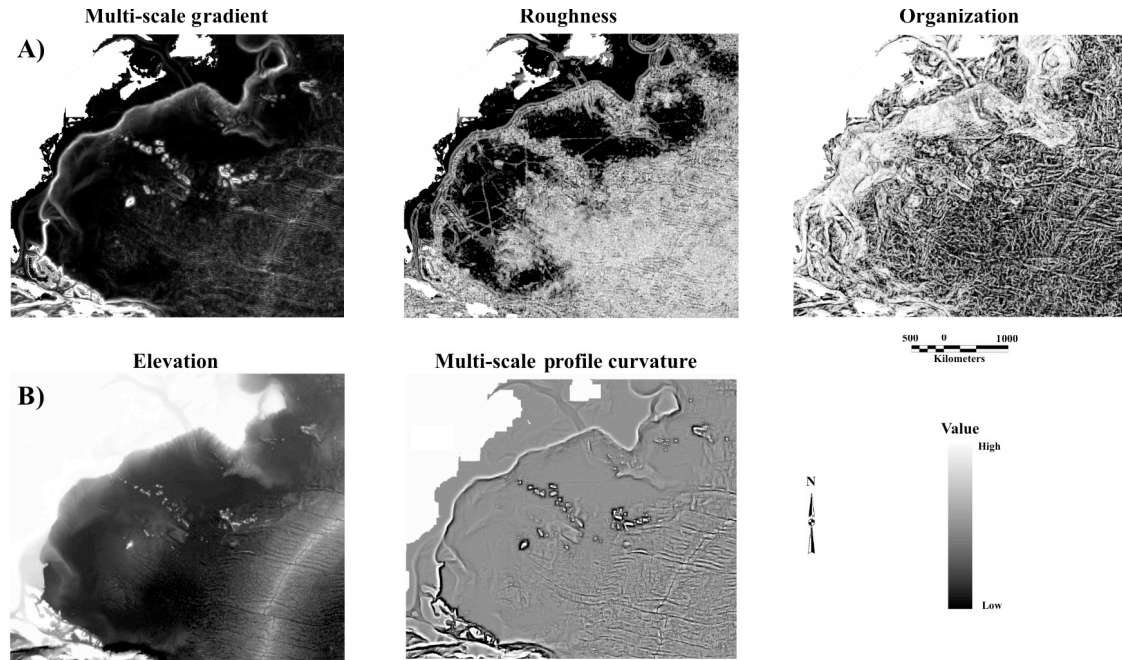 Multi-scale gradient
Roughness
Organization
A)
500 0 1000
Kilometers
Elevation
Multi-scale profile curvature
B)
Value
High
N
Low